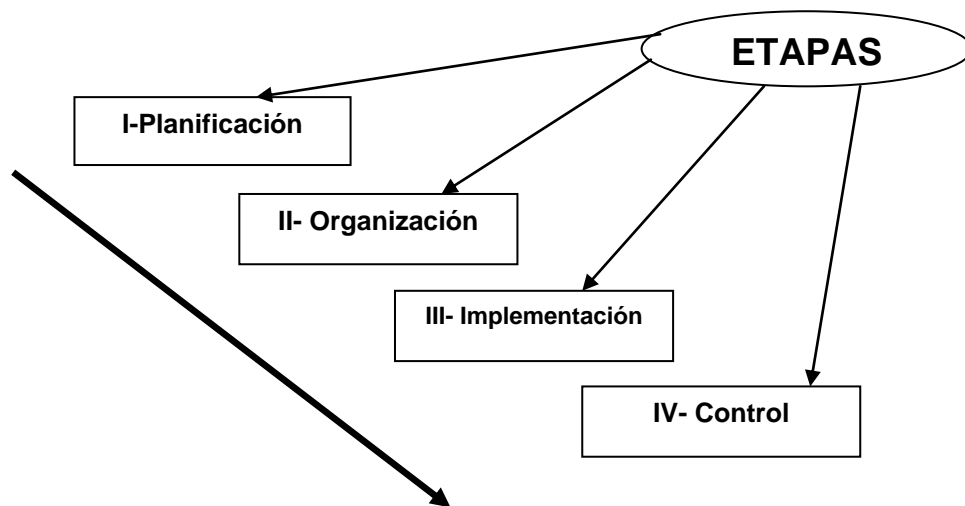 ETAPAS
I-Planificación
II- Organización
III- Implementación
IV- Control